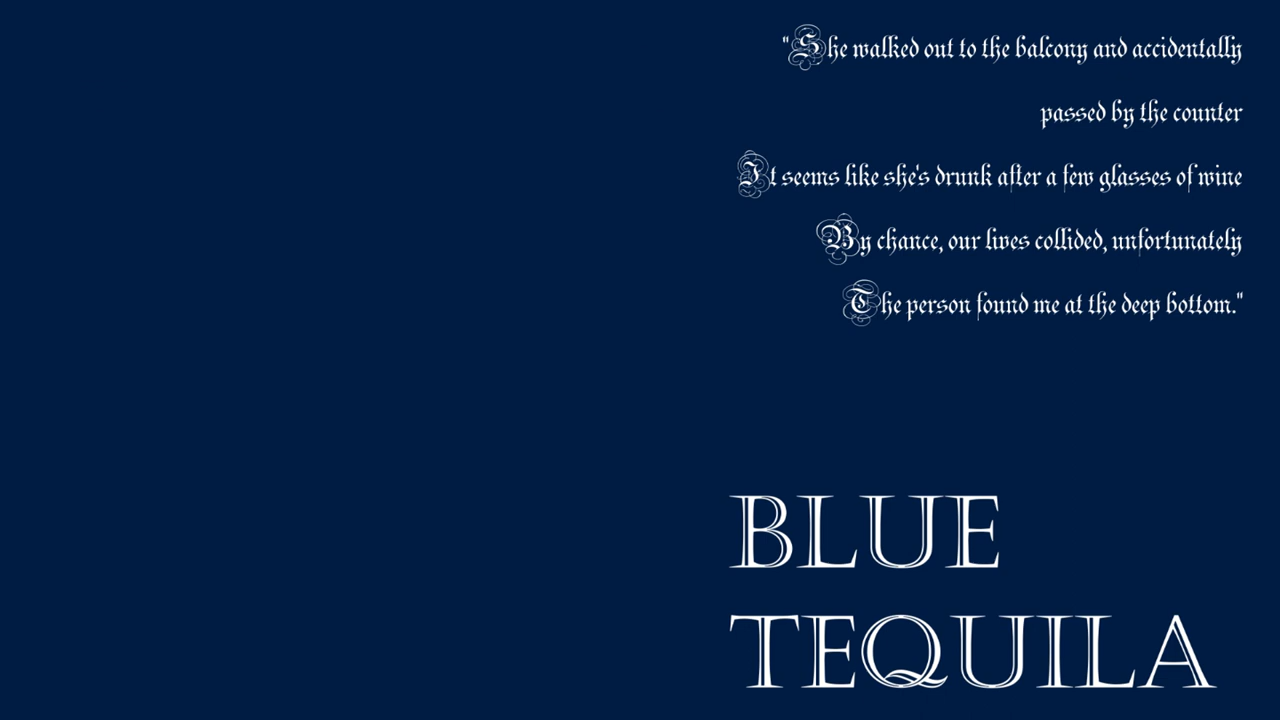 "She walked out to the balcony and accidentally
passed by the counter
It seems like she's drunk after a few glasses of wine
By chance, our lives collided, unfortunately
The person found me at the deep bottom."
BLUE
TEQUILA